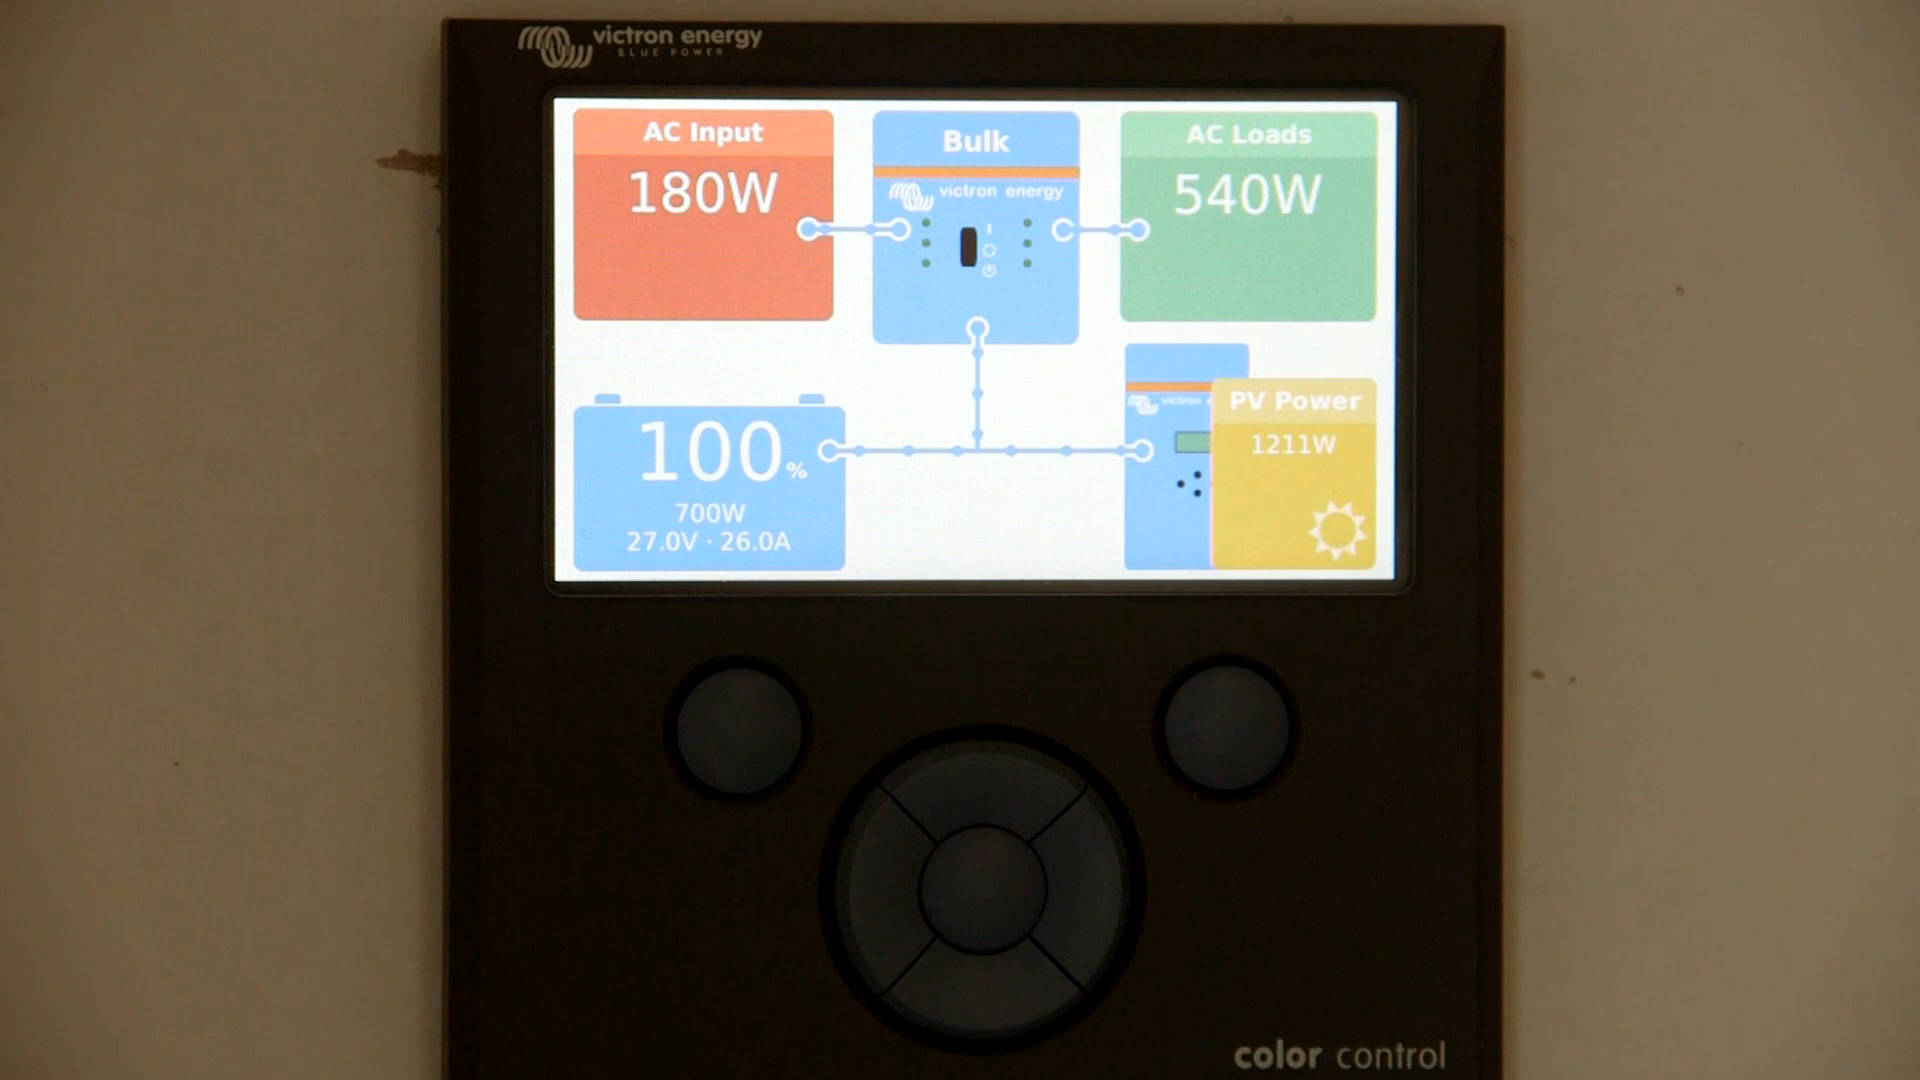 victron energy
BLUE POWER
AC Input
180W
Bulk
victron energy
AC Loads
540W
100%
700W
27.0V · 26.0A
victron
PV Power
1211W
color control